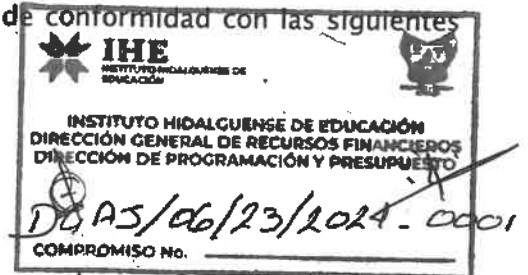 de conformidad con las siguientes
IHE
INSTITUTO HIDALGUENSE DE
EDUCACIÓN
INSTITUTO HIDALGUENSE DE EDUCACIÓN
DIRECCIÓN GENERAL DE RECURSOS FINANCIEROS
DIRECCIÓN DE PROGRAMACIÓN Y PRESUPUESTO
DGAJ/06/23/2024-0001
COMPROMISO No.